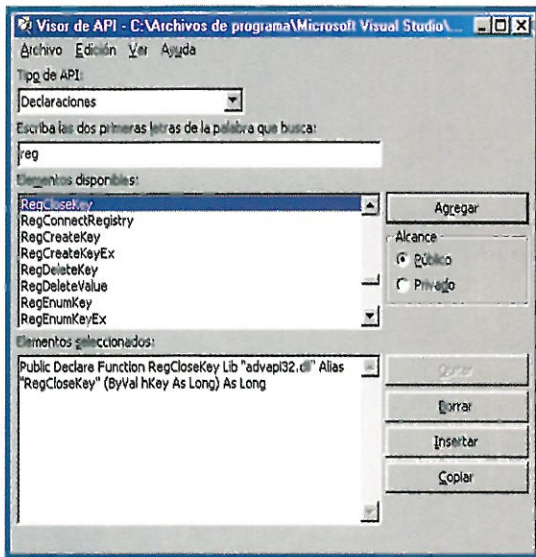 Visor de API - C:\Archivos de programa\Microsoft Visual Studio\...
Archivo Edición Ver Ayuda
Tipo de API:
Declaraciones
Escriba las dos primeras letras de la palabra que busca:
reg
Elementos disponibles:
RegCloseKey
RegConnectRegistry
RegCreateKey
RegCreateKeyEx
RegDeleteKey
RegDeleteValue
RegEnumKey
RegEnumKeyEx
Agregar
Alcance
Público
Privado
Elementos seleccionados:
Public Declare Function RegCloseKey Lib "advapi32.dll" Alias
"RegCloseKey" (ByVal hKey As Long) As Long
Quitar
Borrar
Insertar
Copiar